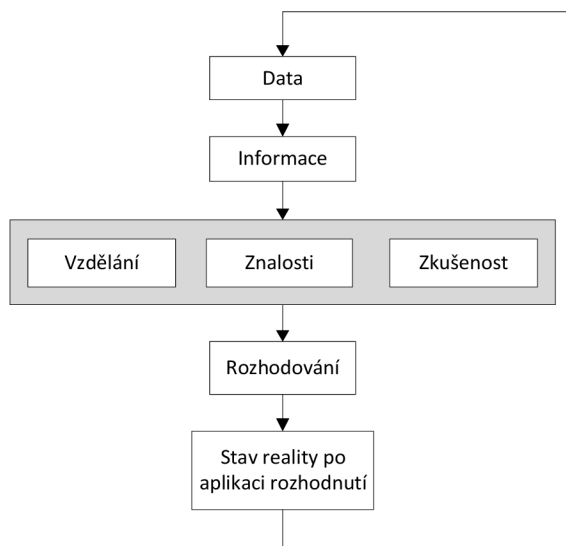 Data
Informace
Vzdělání
Znalosti
Zkušenost
Rozhodování
Stav reality po
aplikaci rozhodnutí